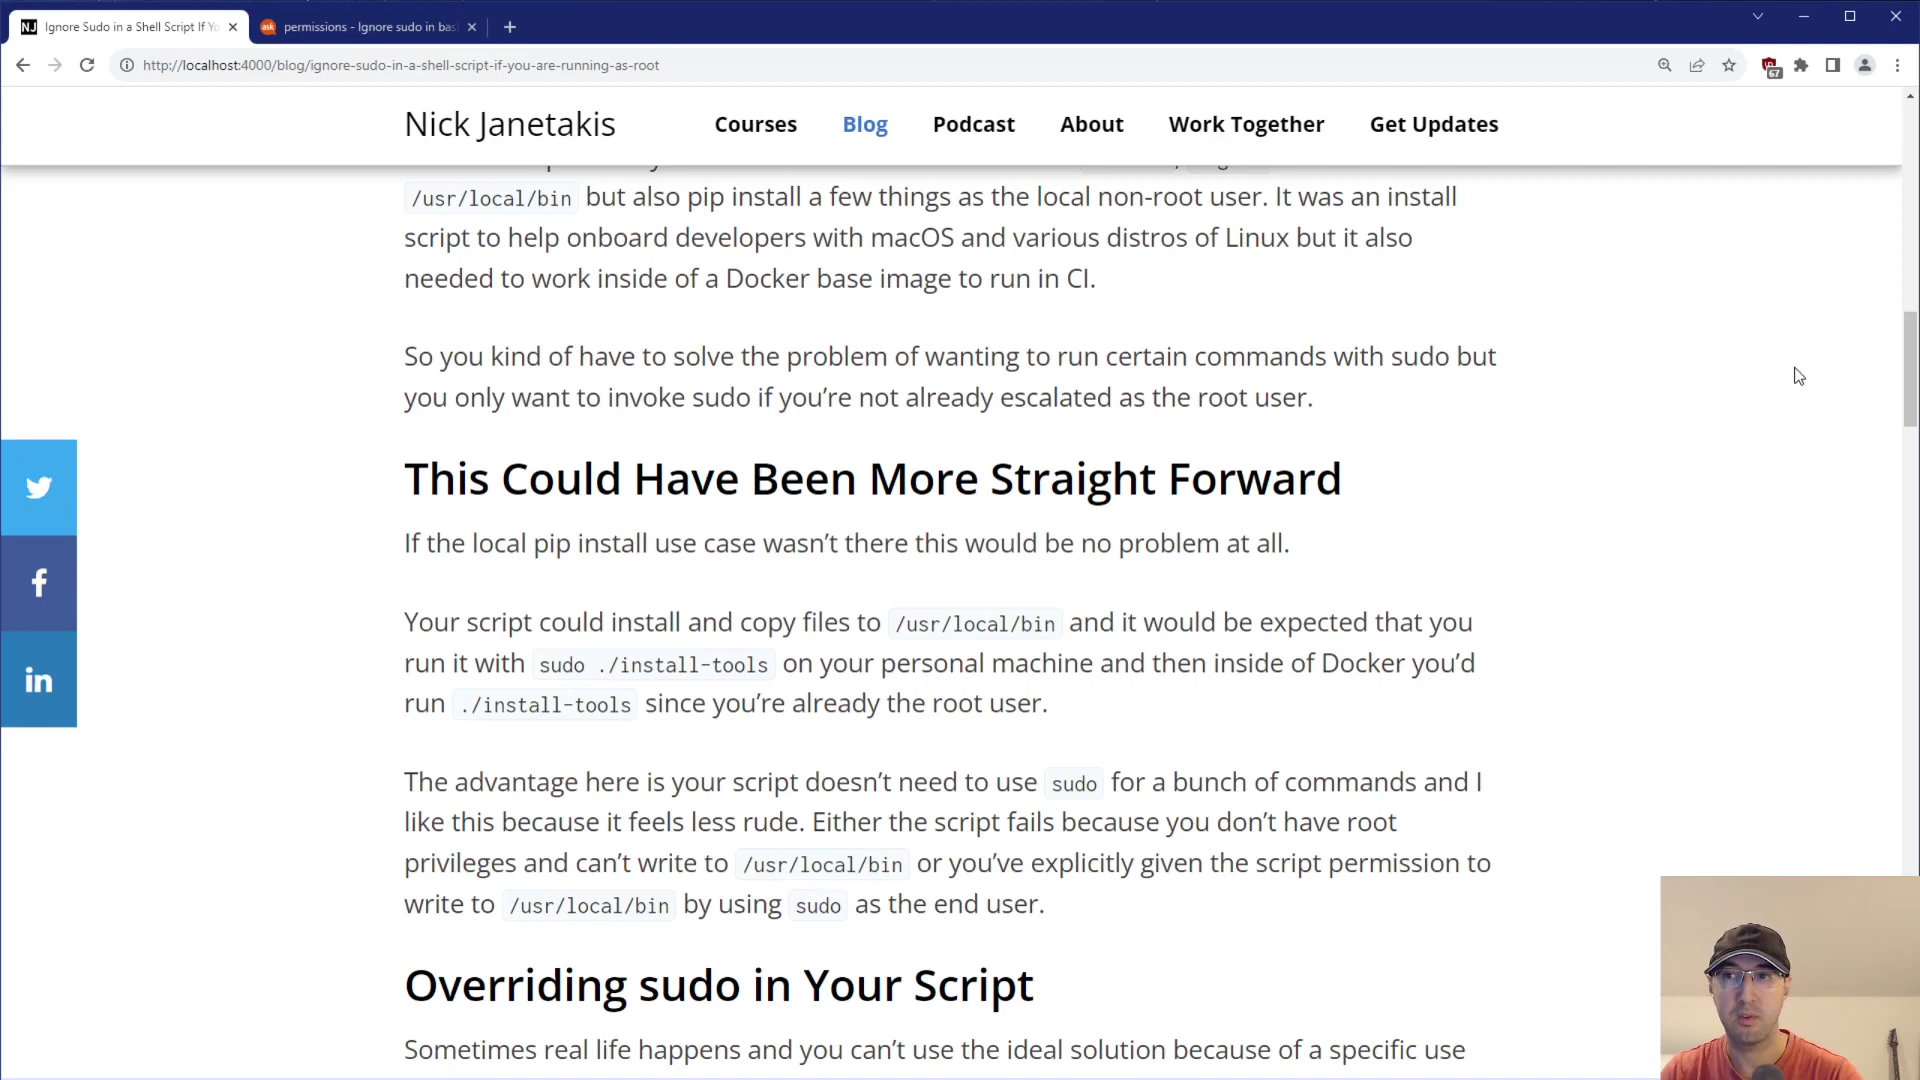 NJ Ignore Sudo in a Shell Script If Yo
ask permissions - Ignore sudo in bas
http://localhost:4000/blog/ignore-sudo-in-a-shell-script-if-you-are-running-as-root
67
Nick Janetakis Courses Blog Podcast About Work Together Get Updates
/usr/local/bin but also pip install a few things as the local non-root user. It was an install
script to help onboard developers with macOS and various distros of Linux but it also
needed to work inside of a Docker base image to run in CI.
So you kind of have to solve the problem of wanting to run certain commands with sudo but
you only want to invoke sudo if you’re not already escalated as the root user.
This Could Have Been More Straight Forward
If the local pip install use case wasn’t there this would be no problem at all.
Your script could install and copy files to /usr/local/bin and it would be expected that you
run it with sudo ./install-tools on your personal machine and then inside of Docker you’d
run ./install-tools since you’re already the root user.
The advantage here is your script doesn’t need to use sudo for a bunch of commands and I
like this because it feels less rude. Either the script fails because you don’t have root
privileges and can’t write to /usr/local/bin or you’ve explicitly given the script permission to
write to /usr/local/bin by using sudo as the end user.
Overriding sudo in Your Script
Sometimes real life happens and you can’t use the ideal solution because of a specific use